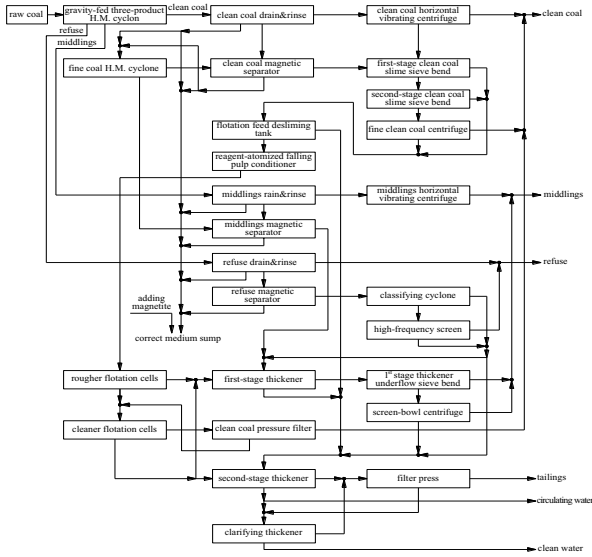 raw coal
gravity-fed three-product
H.M. cyclon
clean coal
clean coal drain&rinse
clean coal horizontal
vibrating centrifuge
clean coal
refuse
middlings
fine coal H.M. cyclone
clean coal magnetic
separator
first-stage clean coal
slime sieve bend
second-stage clean coal
slime sieve bend
flotation feed desliming
tank
fine clean coal centrifuge
reagent-atomized falling
pulp conditioner
middlings rain&rinse
middlings horizontal
vibrating centrifuge
middlings
middlings magnetic
separator
refuse drain&rinse
refuse
refuse magnetic
separator
classifying cyclone
adding
magnetite
high-frequency screen
correct medium sump
rougher flotation cells
first-stage thickener
1st stage thickener
underflow sieve bend
screen-bowl centrifuge
cleaner flotation cells
clean coal pressure filter
second-stage thickener
filter press
tailings
circulating water
clarifying thickener
clean water